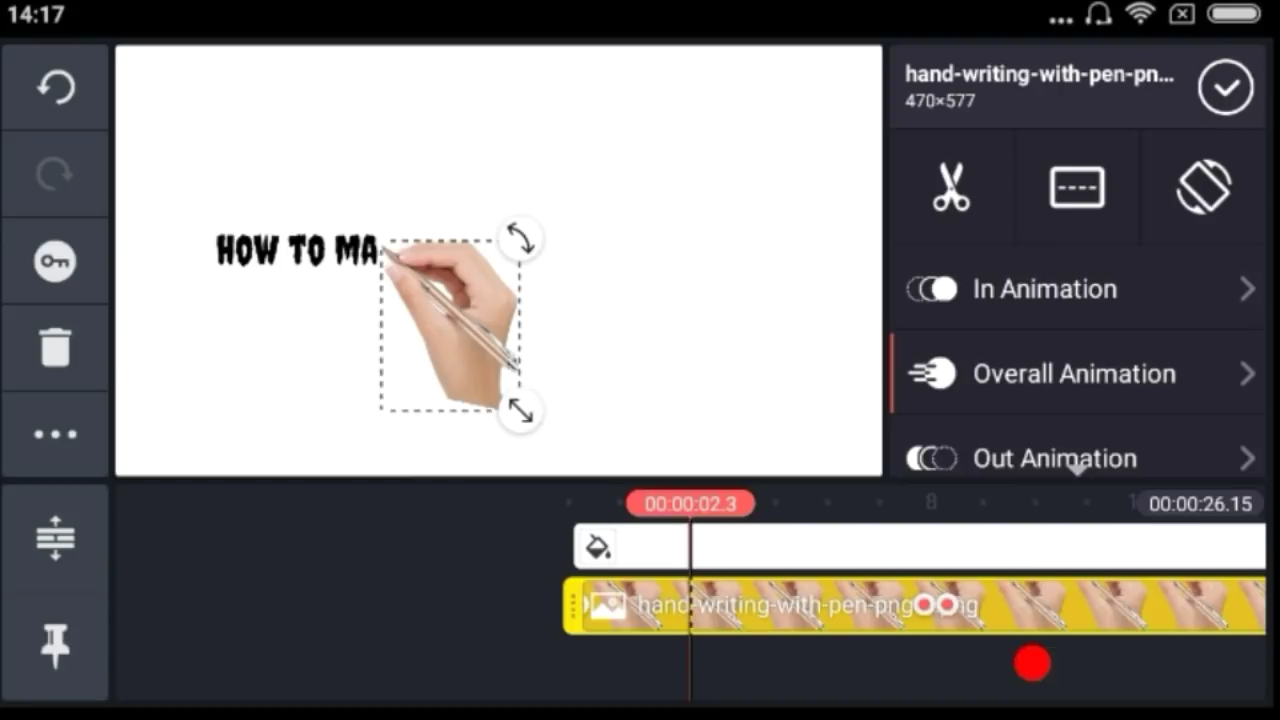 14:17
hand-writing-with-pen-pn...
470×577
HOW TO MA
In Animation
Overall Animation
Out Animation
00:00:02.3
8
00:00:26.15
hand-writing-with-pen-png